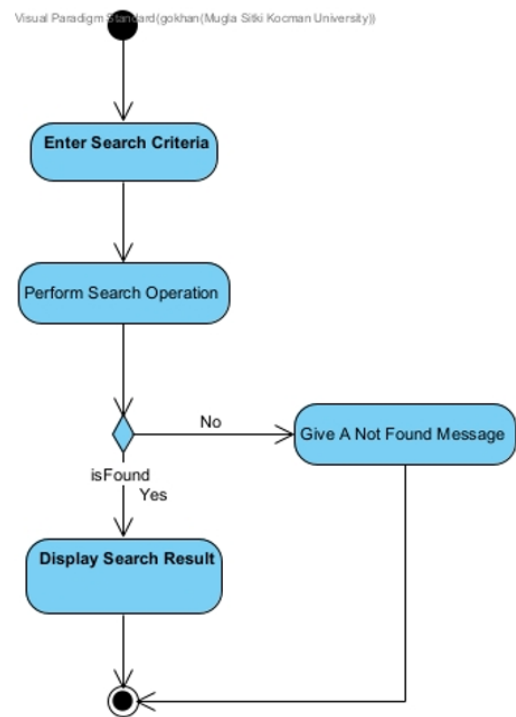 Visual Paradigm Standard(gokhan(Mugla Sitki Kocman University))
Enter Search Criteria
Perform Search Operation
No
Give A Not Found Message
isFound
Yes
Display Search Result